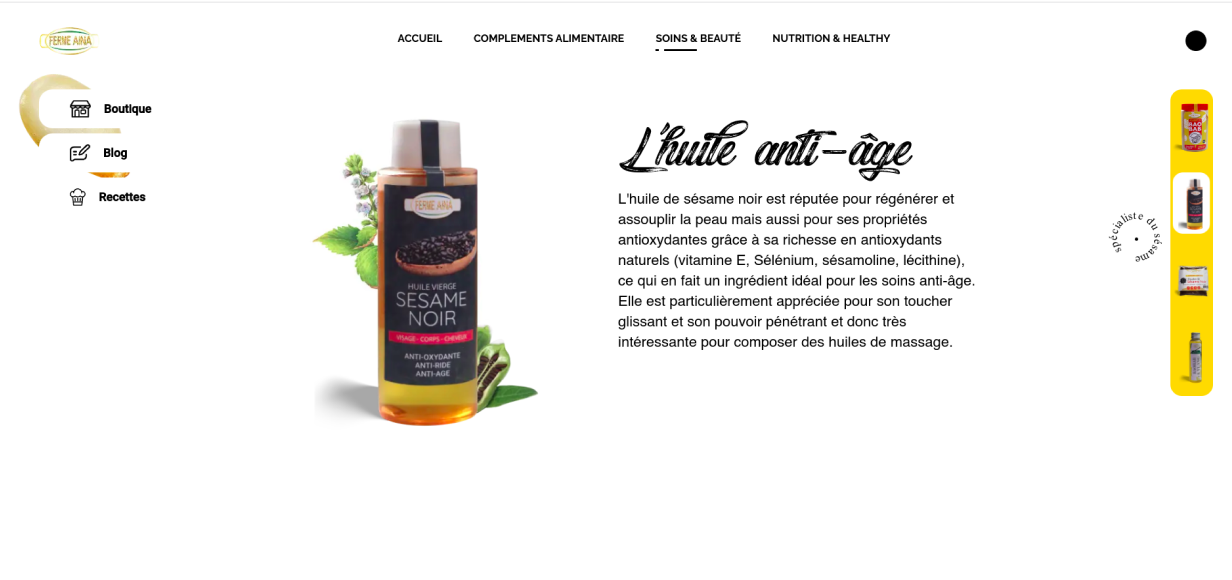 FERME AINA
ACCUEIL
COMPLEMENTS ALIMENTAIRE
SOINS & BEAUTÉ
NUTRITION & HEALTHY
Boutique
Blog
Recettes
FERME AINA
HUILE VIERGE
SESAME
NOIR
VISAGE - CORPS - CHEVEUX
ANTI-OXYDANTE
ANTI-RIDE
ANTI-AGE
L'huile anti-âge
L'huile de sésame noir est réputée pour régénérer et
assouplir la peau mais aussi pour ses propriétés
antioxydantes grâce à sa richesse en antioxydants
naturels (vitamine E, Sélénium, sésamoline, lécithine),
ce qui en fait un ingrédient idéal pour les soins anti-âge.
Elle est particulièrement appréciée pour son toucher
glissant et son pouvoir pénétrant et donc très
intéressante pour composer des huiles de massage.
spécialiste du sésame
BAO
BAB